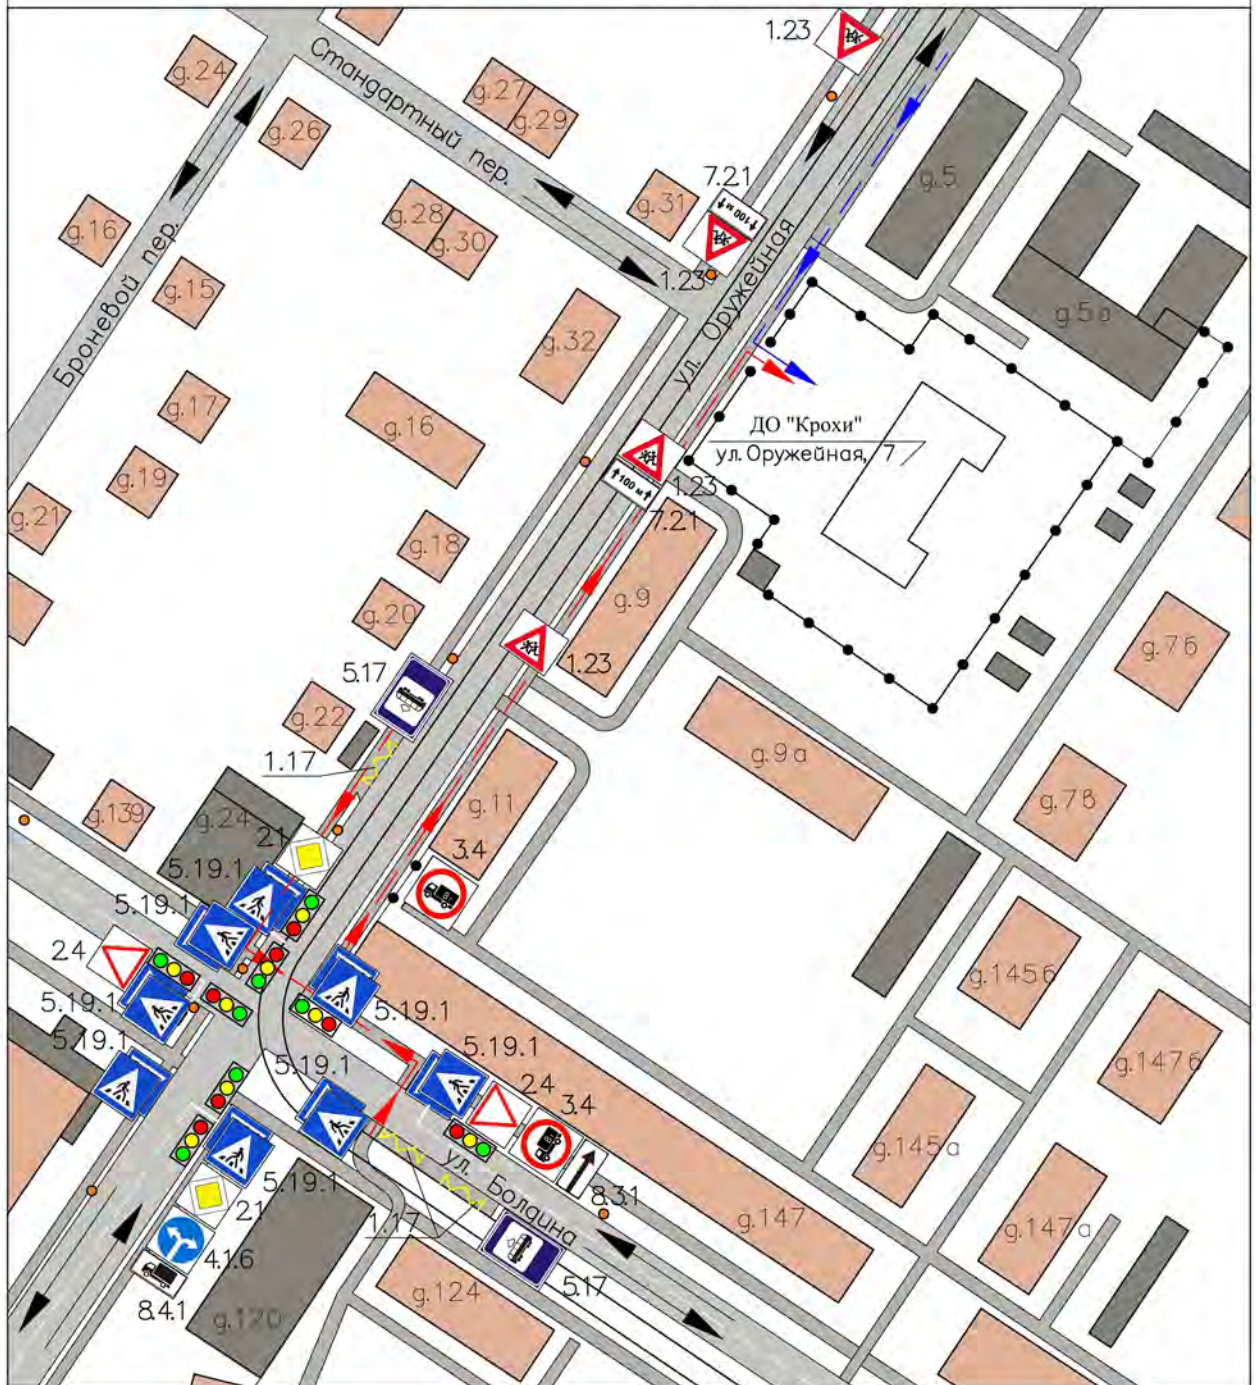 1.23
Стандартный пер.
g.24
g.27
g.29
g.26
7.2.1
100 м
g.5
g.31
g.28
g.30
g.16
1.23
ул. Оружейная
g.15
Броневой пер.
g.5а
g.32
g.17
g.16
ДО "Крохи"
ул.Оружейная, 7
g.19
1.23
100 м
7.2.1
g.21
g.18
g.9
g.20
g.7б
1.23
5.17
g.22
1.17
g.9а
g.7в
g.139
g.24
2.1
g.11
3.4
5.19.1
5.19.1
2.4
g.145б
5.19.1
5.19.1
5.19.1
5.19.1
5.19.1
2.4
3.4
g.147б
ул. Болдина
g.145а
5.19.1
8.3.1
2.1
1.17
g.147
g.147а
4.1.6
5.17
8.4.1
g.120
g.124